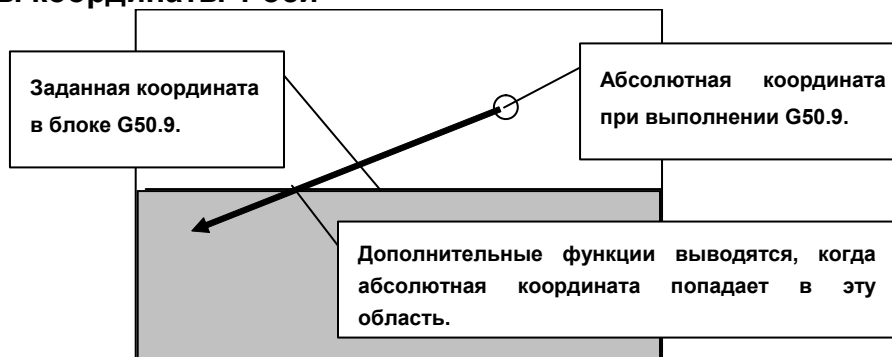 координаты
Заданная координата
в блоке G50.9.
Абсолютная координата
при выполнении G50.9.
Дополнительные функции выводятся, когда
абсолютная координата попадает в эту
область.